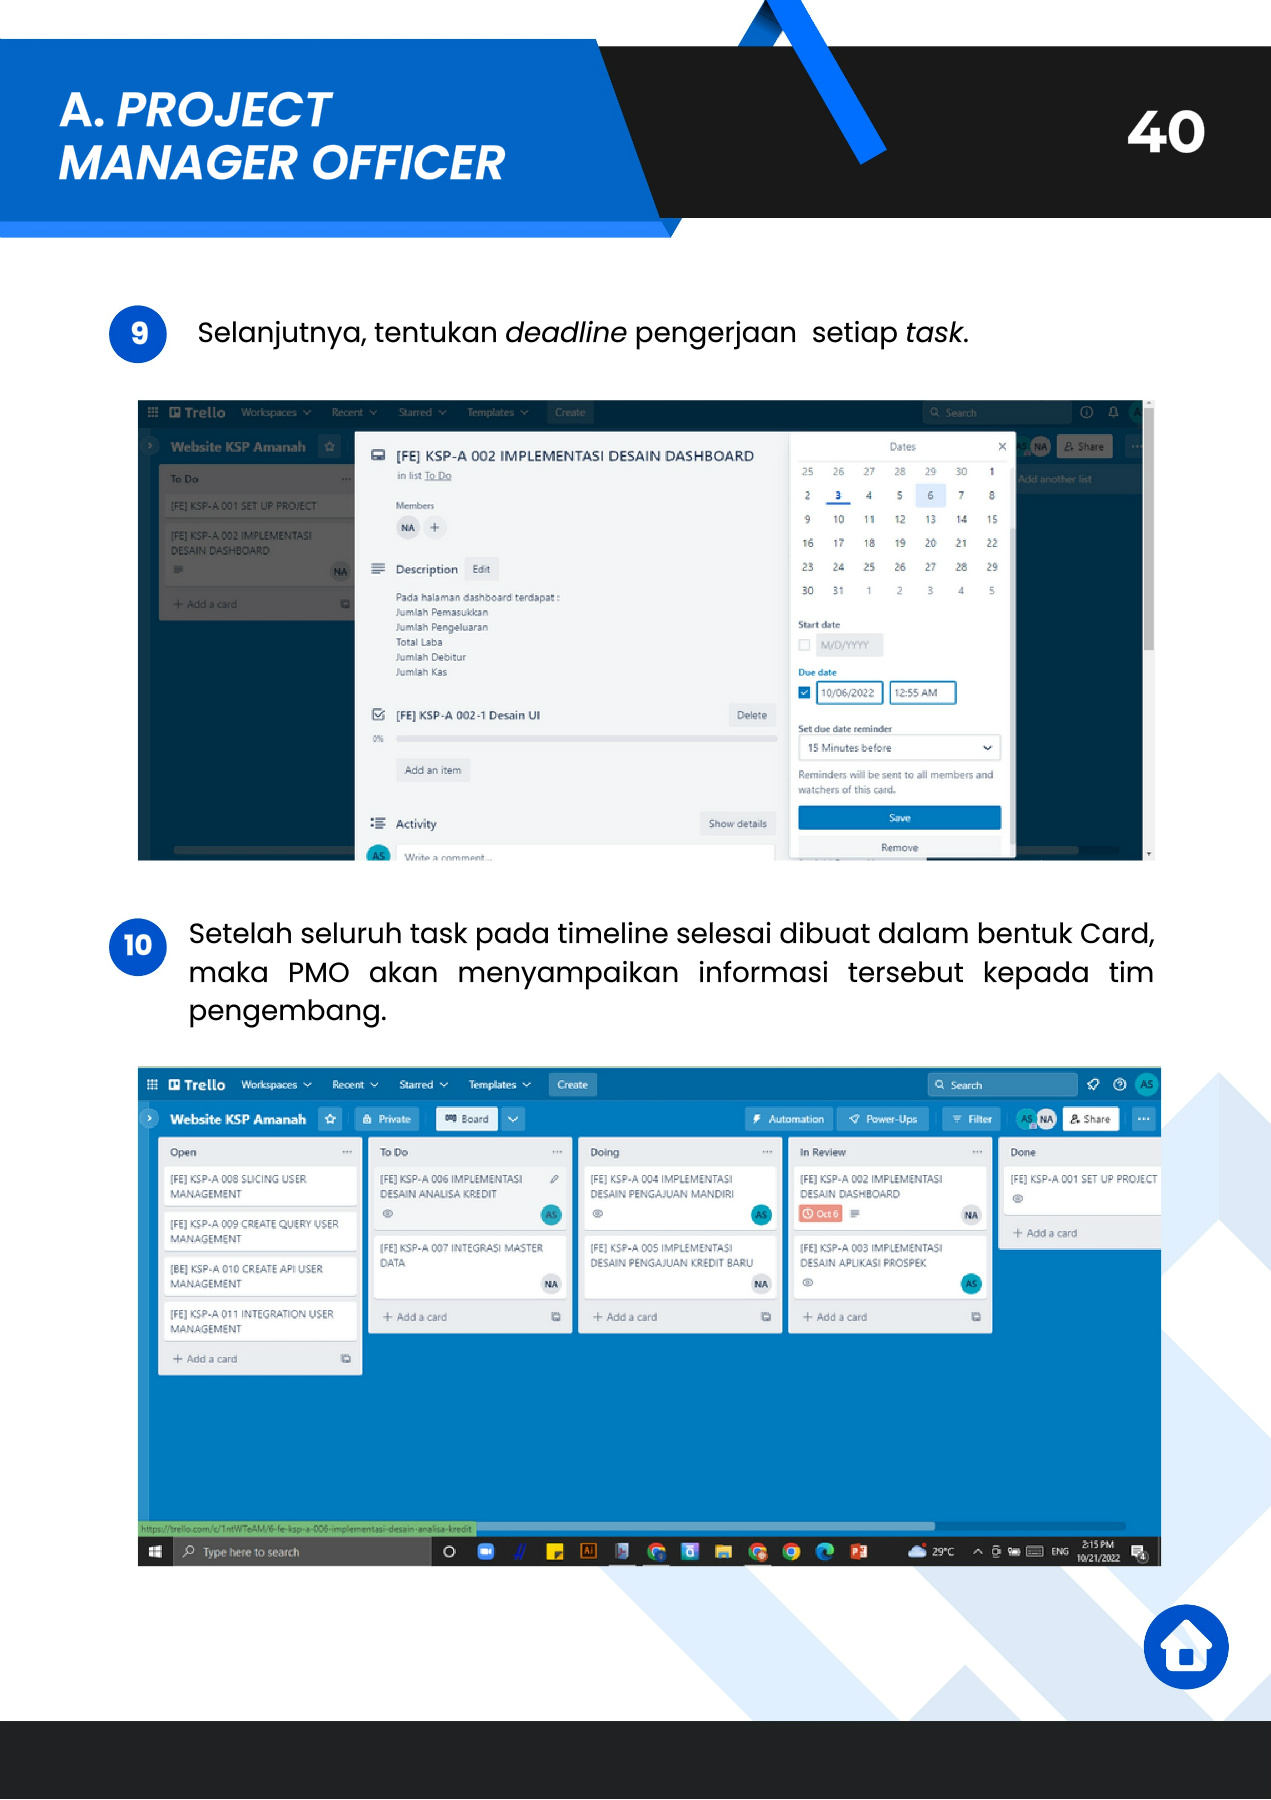 A. PROJECT
MANAGER OFFICER
40
9
Selanjutnya, tentukan deadline pengerjaan setiap task.
Trello Workspaces Recent Starred Templates Create Search
Website KSP Amanah NA Share
To Do
[FE] KSP-A 001 SET UP PROJECT
[FE] KSP-A 002 IMPLEMENTASI
DESAIN DASHBOARD
NA
+ Add a card
Add another list
[FE] KSP-A 002 IMPLEMENTASI DESAIN DASHBOARD
in list To Do
Members
NA +
Description Edit
Pada halaman dashboard terdapat :
Jumlah Pemasukkan
Jumlah Pengeluaran
Total Laba
Jumlah Debitur
Jumlah Kas
[FE] KSP-A 002-1 Desain UI Delete
0%
Add an item
Activity Show details
AS Write a comment...
Dates
25 26 27 28 29 30 1
2 3 4 5 6 7 8
9 10 11 12 13 14 15
16 17 18 19 20 21 22
23 24 25 26 27 28 29
30 31 1 2 3 4 5
Start date
M/D/YYYY
Due date
10/06/2022 12:55 AM
Set due date reminder
15 Minutes before
Reminders will be sent to all members and
watchers of this card.
Save
Remove
10
Setelah seluruh task pada timeline selesai dibuat dalam bentuk Card,
maka PMO akan menyampaikan informasi tersebut kepada tim
pengembang.
Trello Workspaces Recent Starred Templates Create Search AS
Website KSP Amanah Private Board Automation Power-Ups Filter AS NA Share
Open
[FE] KSP-A 008 SLICING USER
MANAGEMENT
[FE] KSP-A 009 CREATE QUERY USER
MANAGEMENT
[BE] KSP-A 010 CREATE API USER
MANAGEMENT
[FE] KSP-A 011 INTEGRATION USER
MANAGEMENT
+ Add a card
To Do
[FE] KSP-A 006 IMPLEMENTASI
DESAIN ANALISA KREDIT
AS
[FE] KSP-A 007 INTEGRASI MASTER
DATA
NA
+ Add a card
Doing
[FE] KSP-A 004 IMPLEMENTASI
DESAIN PENGAJUAN MANDIRI
AS
[FE] KSP-A 005 IMPLEMENTASI
DESAIN PENGAJUAN KREDIT BARU
NA
+ Add a card
In Review
[FE] KSP-A 002 IMPLEMENTASI
DESAIN DASHBOARD
Oct 6 NA
[FE] KSP-A 003 IMPLEMENTASI
DESAIN APLIKASI PROSPEK
AS
+ Add a card
Done
[FE] KSP-A 001 SET UP PROJECT
+ Add a card
https://trello.com/c/1ntWTeAM/6-fe-ksp-a-006-implementasi-desain-analisa-kredit
Type here to search Ai 29°C ENG 2:15 PM
10/21/2022 4